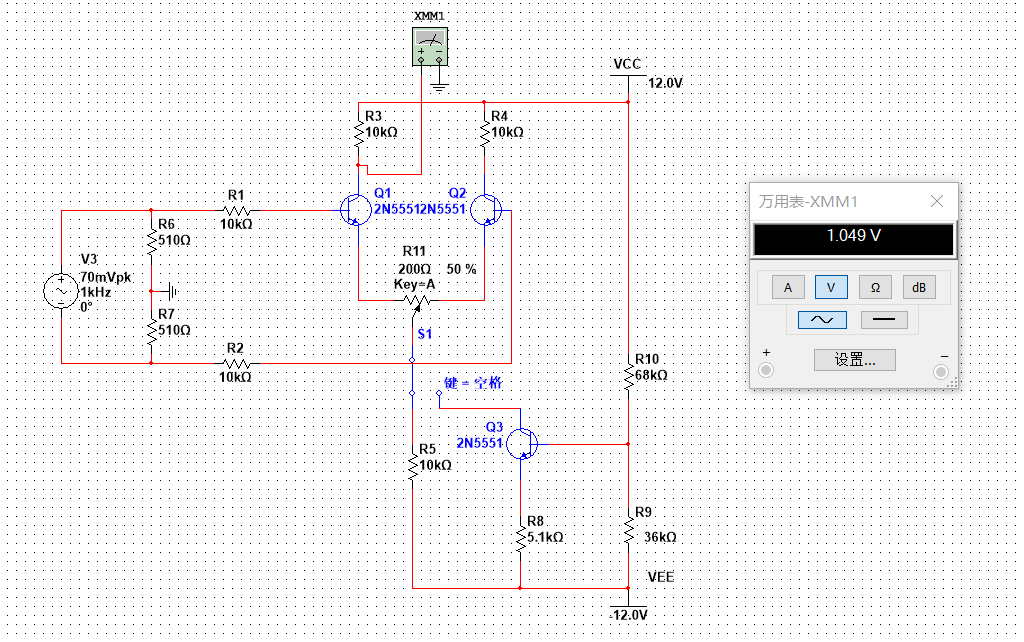 XMM1
VCC
12.0V
R3
10kΩ
R4
10kΩ
Q1
2N5551
Q2
2N5551
R1
10kΩ
R6
510Ω
V3
70mVpk
1kHz
0°
R7
510Ω
R2
10kΩ
R11
200Ω
50 %
Key=A
S1
键 = 空格
Q3
2N5551
R5
10kΩ
R8
5.1kΩ
R10
68kΩ
R9
36kΩ
VEE
-12.0V
万用表-XMM1
1.049 V
A
V
Ω
dB
+
设置...
−